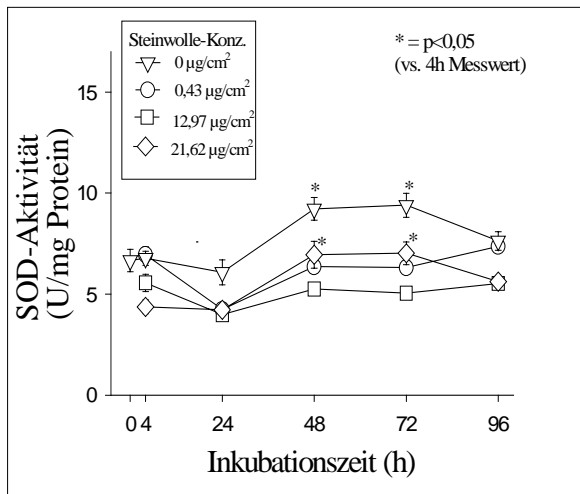 Steinwolle-Konz.
0 µg/cm²
0,43 µg/cm²
12,97 µg/cm²
21,62 µg/cm²
* = p<0,05
(vs. 4h Messwert)
SOD-Aktivität
(U/mg Protein)
15
10
5
0
* *
* *
0 4 24 48 72 96
Inkubationszeit (h)